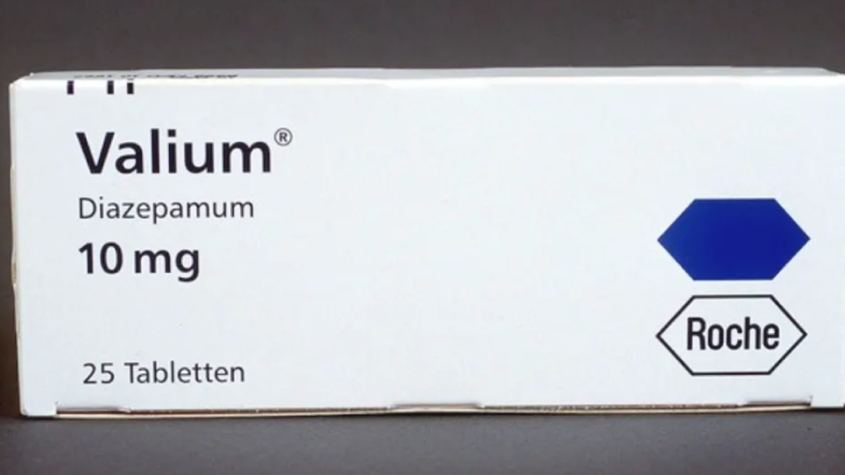 Valium®
Diazepamum
10 mg
25 Tabletten
Roche